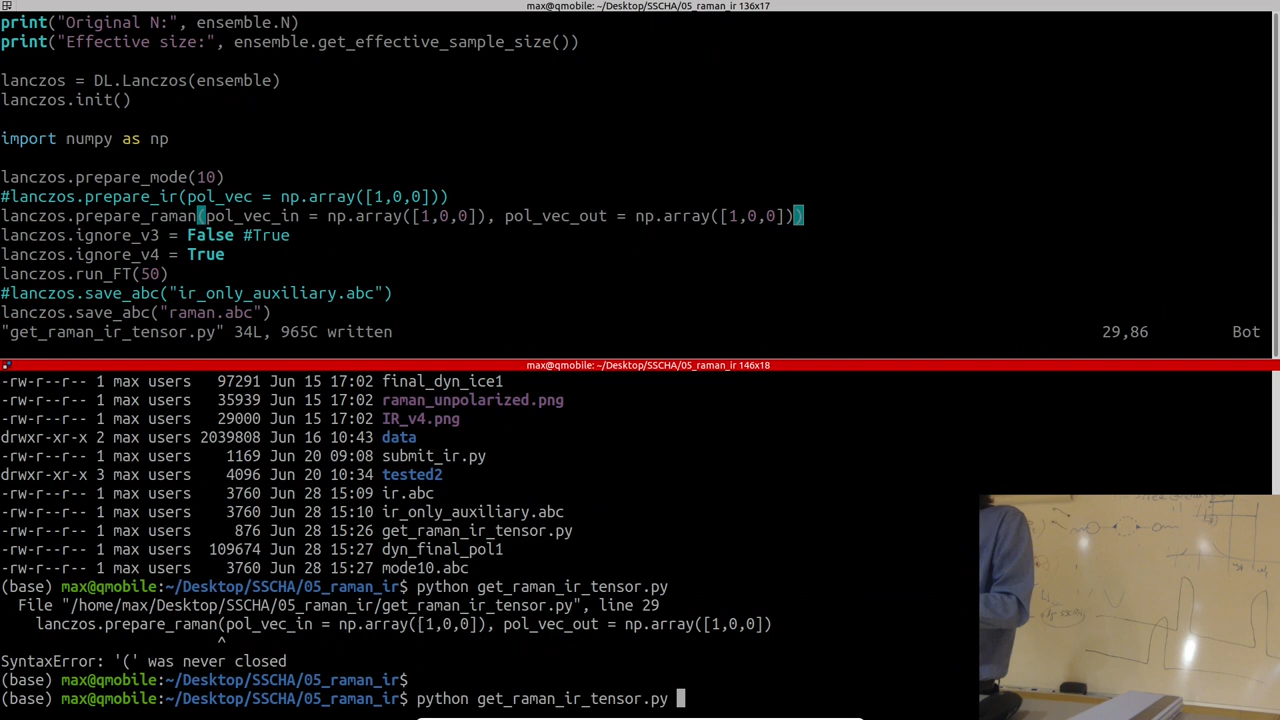 max@qmobile: ~/Desktop/SSCHA/05_raman_ir 136x17
print("Original N:", ensemble.N)
print("Effective size:", ensemble.get_effective_sample_size())
lanczos = DL.Lanczos(ensemble)
lanczos.init()
import numpy as np
lanczos.prepare_mode(10)
#lanczos.prepare_ir(pol_vec = np.array([1,0,0]))
lanczos.prepare_raman(pol_vec_in = np.array([1,0,0]), pol_vec_out = np.array([1,0,0]))
lanczos.ignore_v3 = False #True
lanczos.ignore_v4 = True
lanczos.run_FT(50)
#lanczos.save_abc("ir_only_auxiliary.abc")
lanczos.save_abc("raman.abc")
"get_raman_ir_tensor.py" 34L, 965C written 29,86 Bot
max@qmobile: ~/Desktop/SSCHA/05_raman_ir 146x18
-rw-r--r-- 1 max users 97291 Jun 15 17:02 final_dyn_ice1
-rw-r--r-- 1 max users 35939 Jun 15 17:02 raman_unpolarized.png
-rw-r--r-- 1 max users 29000 Jun 15 17:02 IR_v4.png
drwxr-xr-x 2 max users 2039808 Jun 16 10:43 data
-rw-r--r-- 1 max users 1169 Jun 20 09:08 submit_ir.py
drwxr-xr-x 3 max users 4096 Jun 20 10:34 tested2
-rw-r--r-- 1 max users 3760 Jun 28 15:09 ir.abc
-rw-r--r-- 1 max users 3760 Jun 28 15:10 ir_only_auxiliary.abc
-rw-r--r-- 1 max users 876 Jun 28 15:26 get_raman_ir_tensor.py
-rw-r--r-- 1 max users 109674 Jun 28 15:27 dyn_final_pol1
-rw-r--r-- 1 max users 3760 Jun 28 15:27 mode10.abc
(base) max@qmobile:~/Desktop/SSCHA/05_raman_ir$ python get_raman_ir_tensor.py
File "/home/max/Desktop/SSCHA/05_raman_ir/get_raman_ir_tensor.py", line 29
lanczos.prepare_raman(pol_vec_in = np.array([1,0,0]), pol_vec_out = np.array([1,0,0])
^
SyntaxError: '(' was never closed
(base) max@qmobile:~/Desktop/SSCHA/05_raman_ir$
(base) max@qmobile:~/Desktop/SSCHA/05_raman_ir$ python get_raman_ir_tensor.py